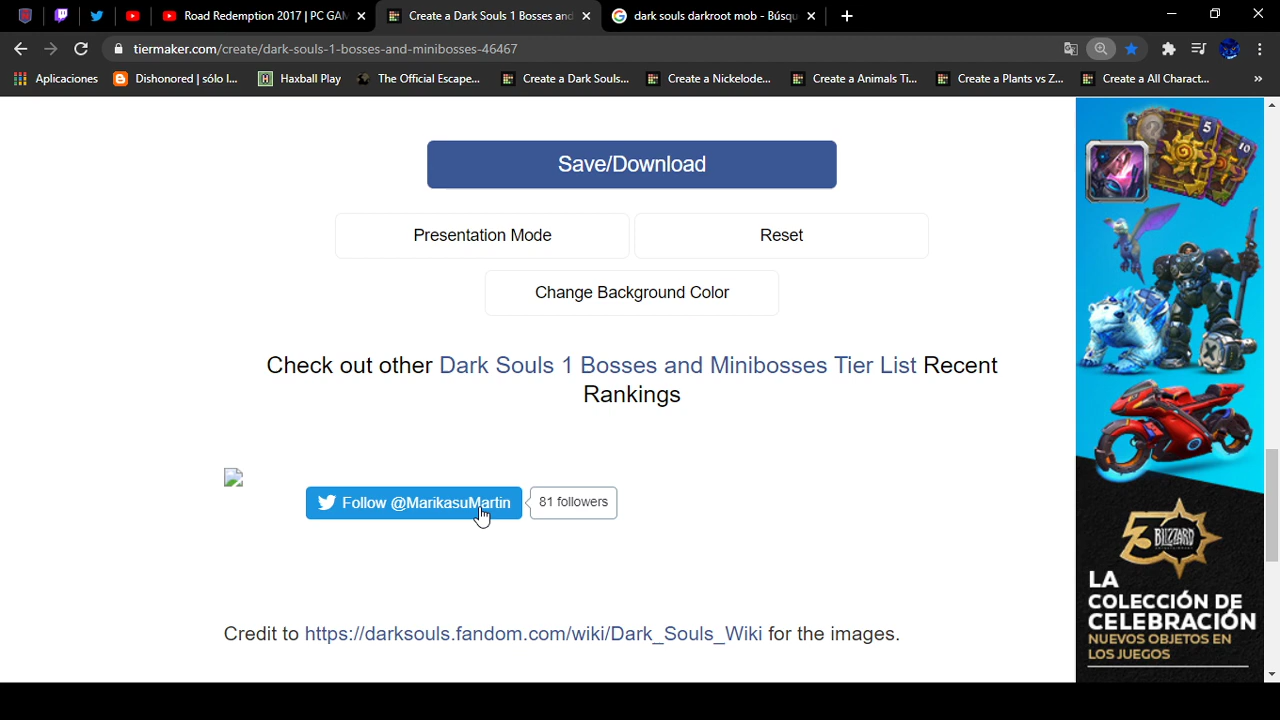 Road Redemption 2017 | PC GA
Create a Dark Souls 1 Bosses and
dark souls darkroot mob - Búsqu
tiermaker.com/create/dark-souls-1-bosses-and-minibosses-46467
Aplicaciones
Dishonored | sólo l...
Haxball Play
The Official Escape...
Create a Dark Souls...
Create a Nickelode...
Create a Animals Ti...
Create a Plants vs Z...
Create a All Charact...
»
Save/Download
Presentation Mode
Reset
Change Background Color
Check out other Dark Souls 1 Bosses and Minibosses Tier List Recent
Rankings
Follow @MarikasuMartin
81 followers
Credit to https://darksouls.fandom.com/wiki/Dark_Souls_Wiki for the images.
5
10
BLIZZARD
LA
COLECCIÓN DE
CELEBRACIÓN
NUEVOS OBJETOS EN
LOS JUEGOS